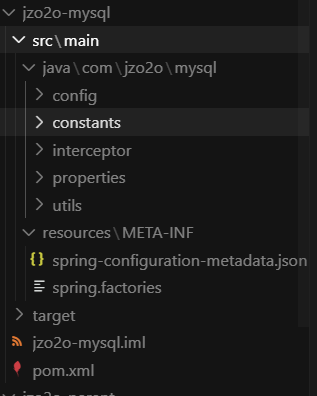 jzo2o-mysql
src\main
java\com\jzo2o\mysql
config
constants
interceptor
properties
utils
resources\META-INF
{} spring-configuration-metadata.json
spring.factories
target
jzo2o-mysql.iml
pom.xml